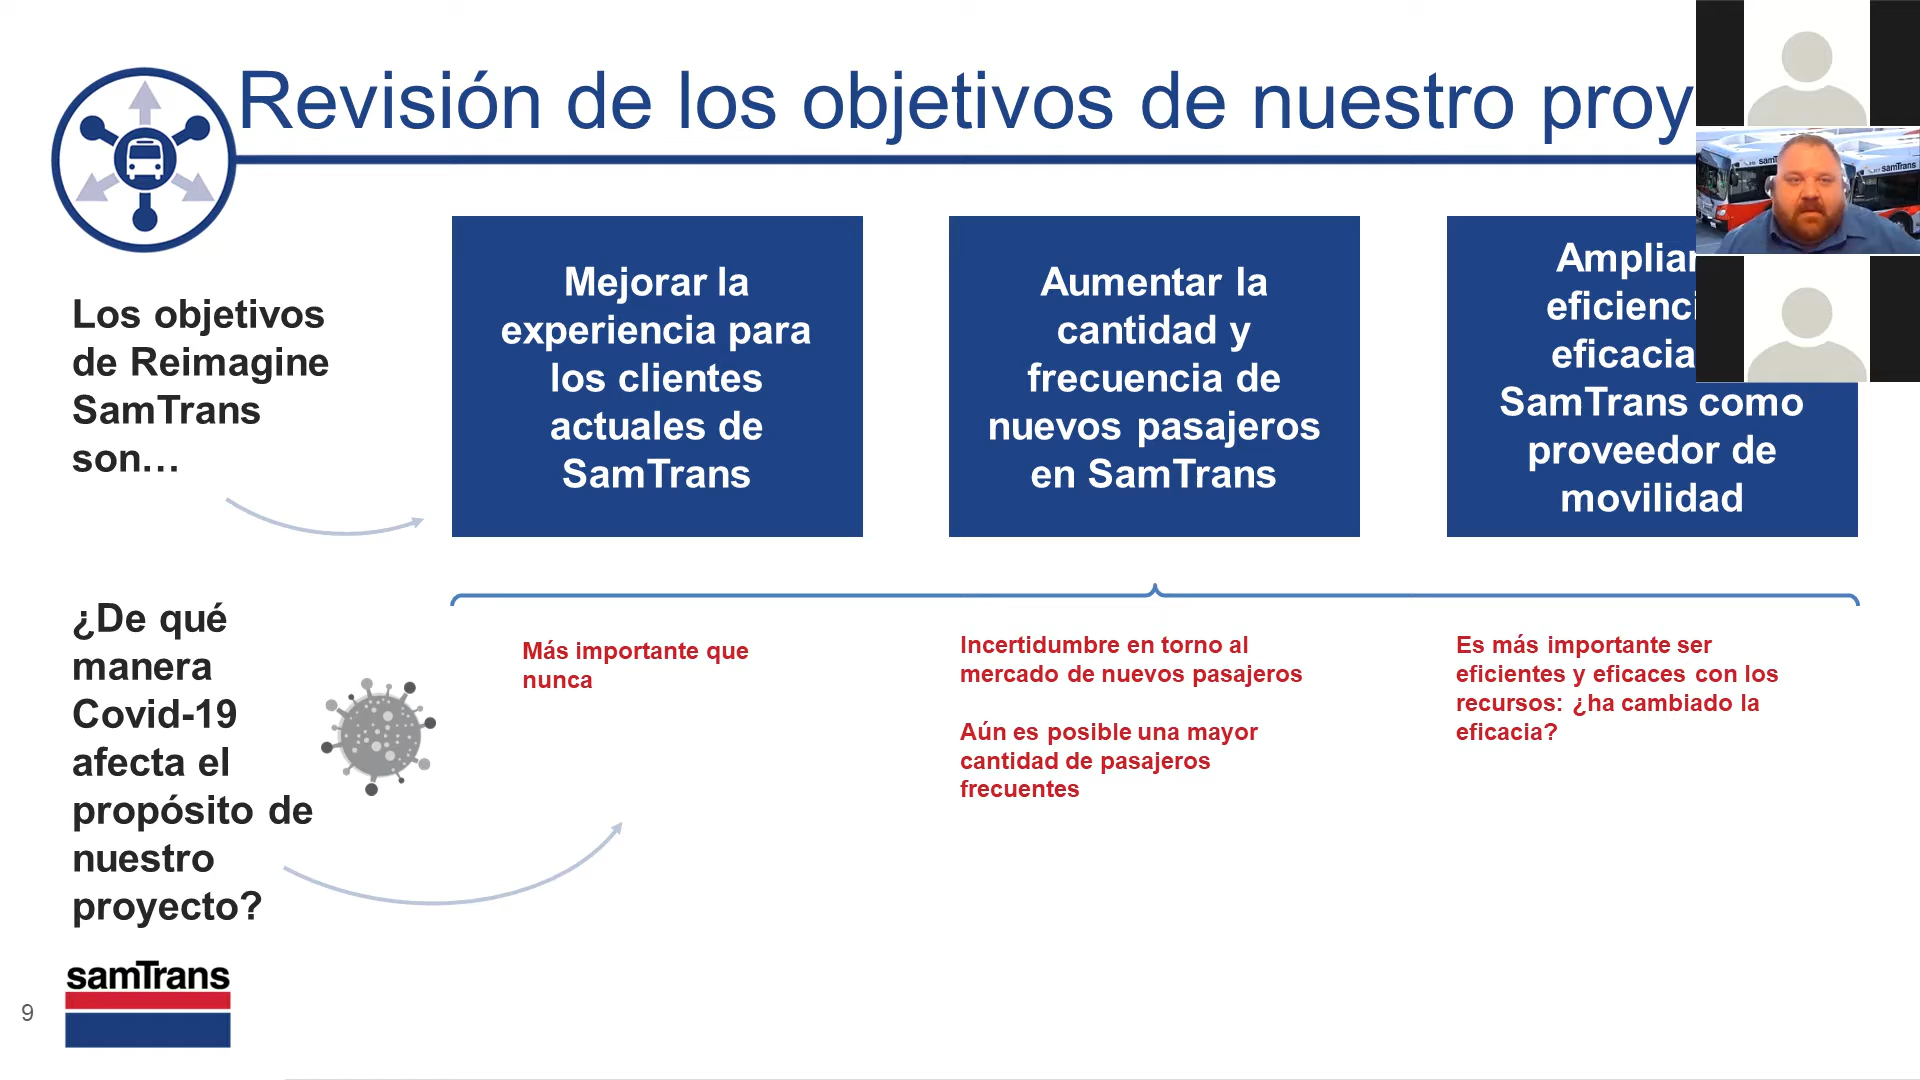 Revisión de los objetivos de nuestro proy
Los objetivos
de Reimagine
SamTrans
son…
Mejorar la
experiencia para
los clientes
actuales de
SamTrans
Aumentar la
cantidad y
frecuencia de
nuevos pasajeros
en SamTrans
Ampliar
eficienci
eficacia
SamTrans como
proveedor de
movilidad
¿De qué
manera
Covid-19
afecta el
propósito de
nuestro
proyecto?
Más importante que
nunca
Incertidumbre en torno al
mercado de nuevos pasajeros
Aún es posible una mayor
cantidad de pasajeros
frecuentes
Es más importante ser
eficientes y eficaces con los
recursos: ¿ha cambiado la
eficacia?
samTrans
9
samTrans